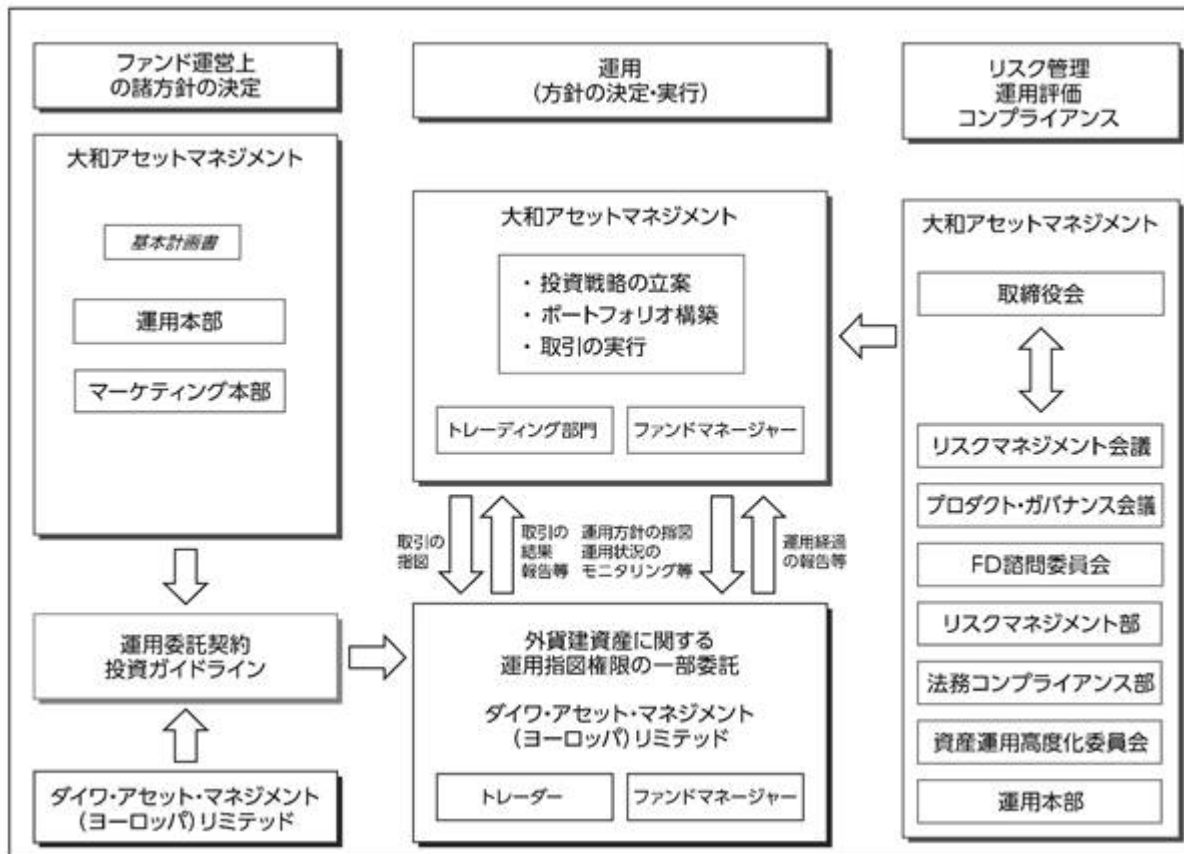 ファンド運営上
の諸方針の決定
大和アセットマネジメント
基本計画書
運用本部
マーケティング本部
運用委託契約
投資ガイドライン
ダイワ・アセット・マネジメント
(ヨーロッパ)リミテッド
運用
(方針の決定・実行)
大和アセットマネジメント
・ 投資戦略の立案
・ ポートフォリオ構築
・ 取引の実行
トレーディング部門
ファンドマネージャー
取引の
指図
取引の
結果
報告等
運用方針の指図
運用状況の
モニタリング等
運用経過
の報告等
外貨建資産に関する
運用指図権限の一部委託
ダイワ・アセット・マネジメント
(ヨーロッパ)リミテッド
トレーダー
ファンドマネージャー
リスク管理
運用評価
コンプライアンス
大和アセットマネジメント
取締役会
リスクマネジメント会議
プロダクト・ガバナンス会議
FD諮問委員会
リスクマネジメント部
法務コンプライアンス部
資産運用高度化委員会
運用本部